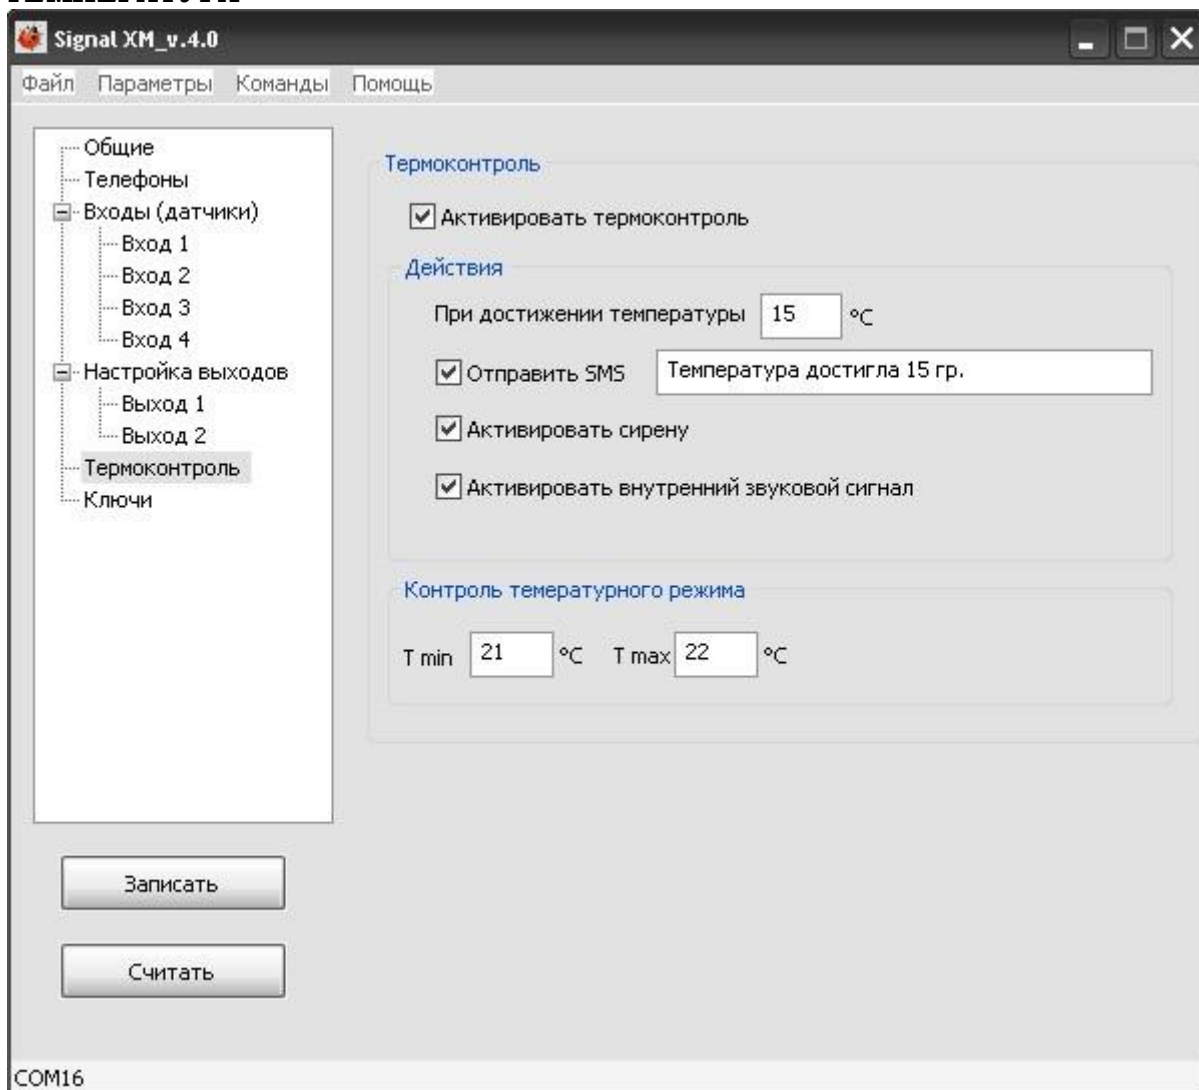 Signal XM_v.4.0
Файл Параметры Команды Помощь
Общие
Телефоны
Входы (датчики)
Вход 1
Вход 2
Вход 3
Вход 4
Настройка выходов
Выход 1
Выход 2
Термоконтроль
Ключи
Термоконтроль
Активировать термоконтроль
Действия
При достижении температуры 15 °C
Отправить SMS Температура достигла 15 гр.
Активировать сирену
Активировать внутренний звуковой сигнал
Контроль темературного режима
T min 21 °C T max 22 °C
Записать
Считать
COM16